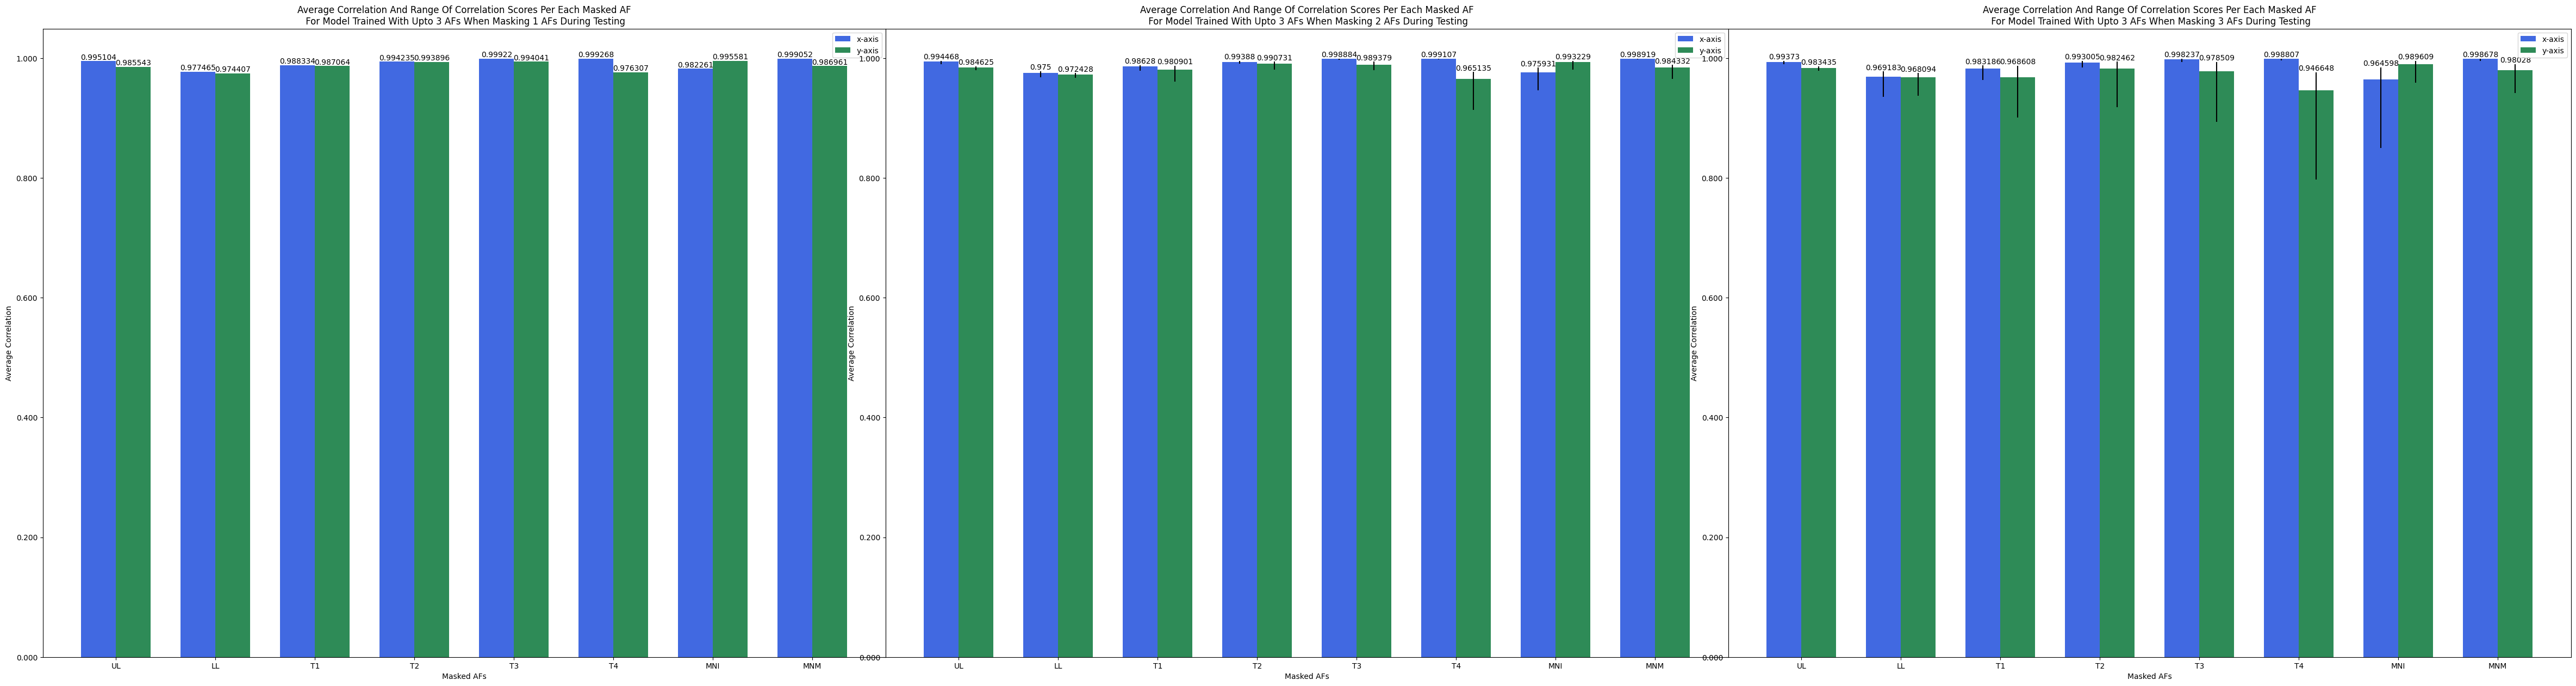 Average Correlation And Range Of Correlation Scores Per Each Masked AF
For Model Trained With Upto 3 AFs When Masking 1 AFs During Testing
x-axis
y-axis
1.000
0.800
0.600
0.400
0.200
0.000
Average Correlation
0.995104
0.985543
0.977465
0.974407
0.988334
0.987064
0.994235
0.993896
0.99922
0.994041
0.999268
0.976307
0.982261
0.995581
0.999052
0.986961
UL
LL
T1
T2
T3
T4
MNI
MNM
Masked AFs
Average Correlation And Range Of Correlation Scores Per Each Masked AF
For Model Trained With Upto 3 AFs When Masking 2 AFs During Testing
x-axis
y-axis
1.000
0.800
0.600
0.400
0.200
0.000
Average Correlation
0.994468
0.984625
0.975
0.972428
0.98628
0.980901
0.99388
0.990731
0.998884
0.989379
0.999107
0.965135
0.975931
0.993229
0.998919
0.984332
UL
LL
T1
T2
T3
T4
MNI
MNM
Masked AFs
Average Correlation And Range Of Correlation Scores Per Each Masked AF
For Model Trained With Upto 3 AFs When Masking 3 AFs During Testing
x-axis
y-axis
1.000
0.800
0.600
0.400
0.200
0.000
Average Correlation
0.99373
0.983435
0.969183
0.968094
0.983186
0.968608
0.993005
0.982462
0.998237
0.978509
0.998807
0.946648
0.964598
0.989609
0.998678
0.98028
UL
LL
T1
T2
T3
T4
MNI
MNM
Masked AFs